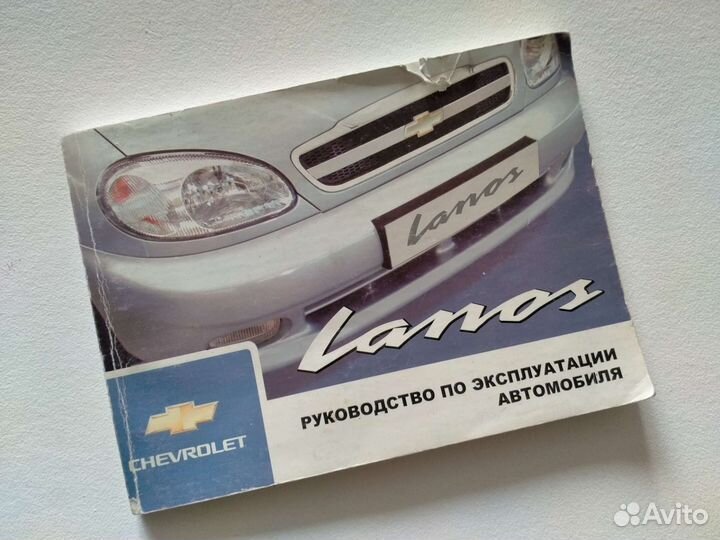 Lanos
Lanos
РУКОВОДСТВО ПО ЭКСПЛУАТАЦИИ
АВТОМОБИЛЯ
CHEVROLET
Avito